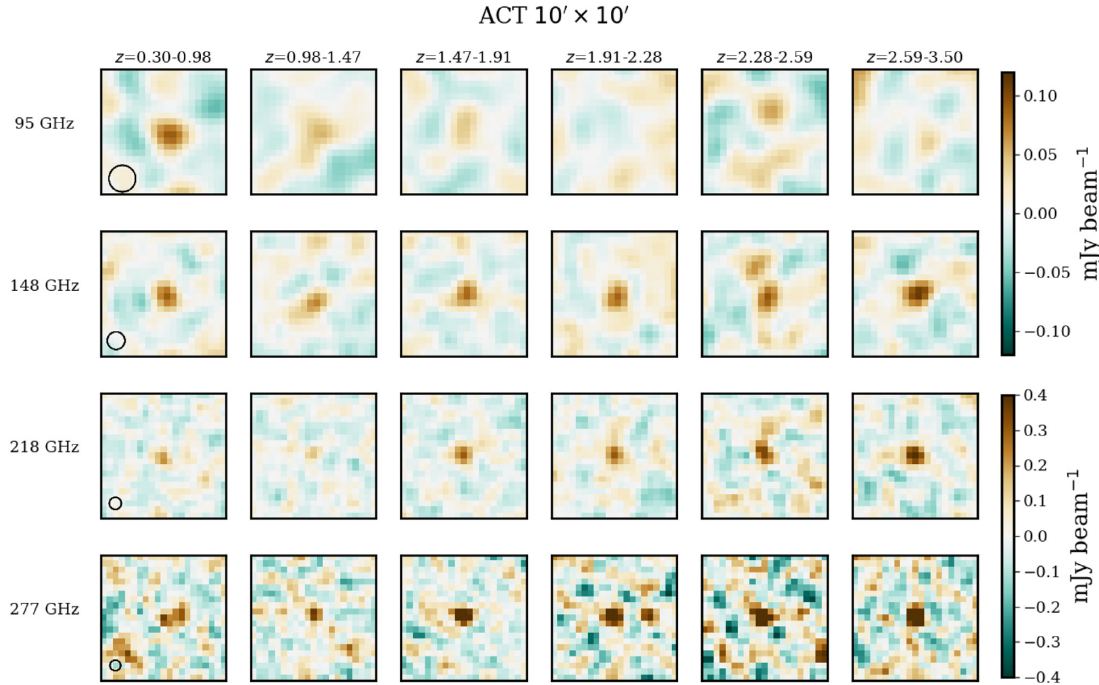 ACT 10′ × 10′
z=0.30-0.98 z=0.98-1.47 z=1.47-1.91 z=1.91-2.28 z=2.28-2.59 z=2.59-3.50
95 GHz
148 GHz
218 GHz
277 GHz
0.10
0.05
0.00
−0.05
−0.10
mJy beam⁻¹
0.4
0.3
0.2
0.1
0.0
−0.1
−0.2
−0.3
−0.4
mJy beam⁻¹